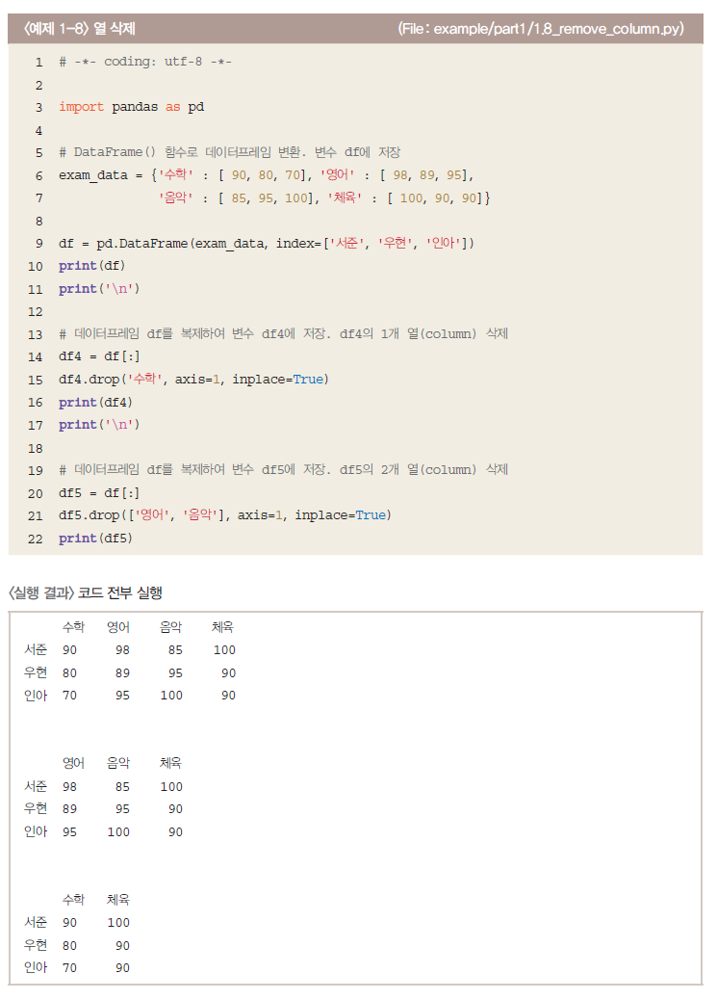 〈예제 1-8〉 열 삭제 (File: example/part1/1.8_remove_column.py)
1 # -*- coding: utf-8 -*-
2
3 import pandas as pd
4
5 # DataFrame() 함수로 데이터프레임 변환. 변수 df에 저장
6 exam_data = {'수학' : [ 90, 80, 70], '영어' : [ 98, 89, 95],
7 '음악' : [ 85, 95, 100], '체육' : [ 100, 90, 90]}
8
9 df = pd.DataFrame(exam_data, index=['서준', '우현', '인아'])
10 print(df)
11 print('\n')
12
13 # 데이터프레임 df를 복제하여 변수 df4에 저장. df4의 1개 열(column) 삭제
14 df4 = df[:]
15 df4.drop('수학', axis=1, inplace=True)
16 print(df4)
17 print('\n')
18
19 # 데이터프레임 df를 복제하여 변수 df5에 저장. df5의 2개 열(column) 삭제
20 df5 = df[:]
21 df5.drop(['영어', '음악'], axis=1, inplace=True)
22 print(df5)
〈실행 결과〉 코드 전부 실행
수학 영어 음악 체육
서준 90 98 85 100
우현 80 89 95 90
인아 70 95 100 90
영어 음악 체육
서준 98 85 100
우현 89 95 90
인아 95 100 90
수학 체육
서준 90 100
우현 80 90
인아 70 90